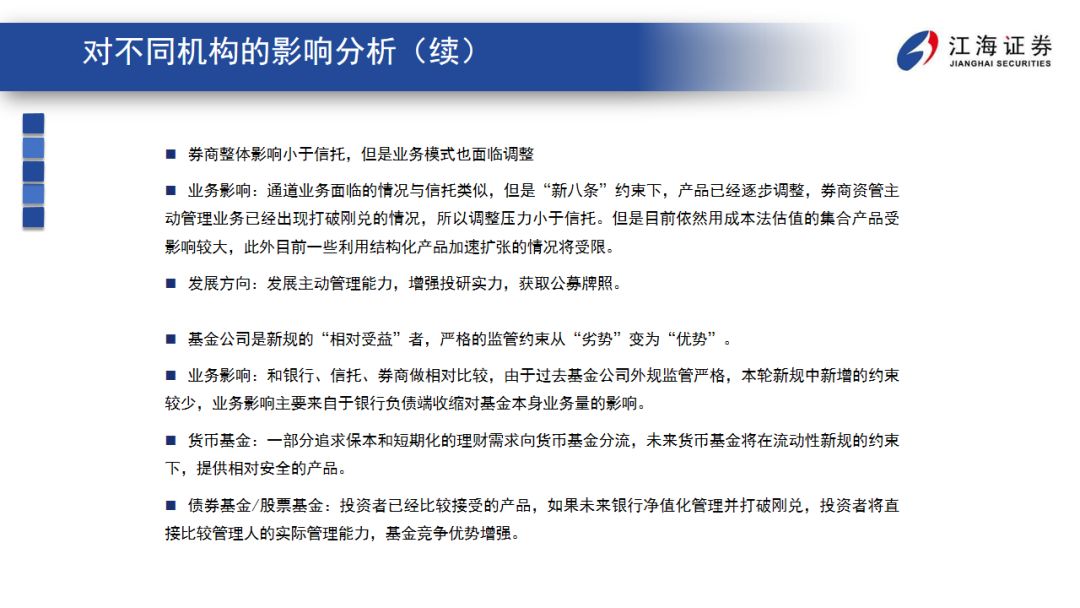 对不同机构的影响分析（续）
江海证券
JIANGHAI SECURITIES
■ 券商整体影响小于信托，但是业务模式也面临调整
■ 业务影响：通道业务面临的情况与信托类似，但是“新八条”约束下，产品已经逐步调整，券商资管主
动管理业务已经出现打破刚兑的情况，所以调整压力小于信托。但是目前依然用成本法估值的集合产品受
影响较大，此外目前一些利用结构化产品加速扩张的情况将受限。
■ 发展方向：发展主动管理能力，增强投研实力，获取公募牌照。
■ 基金公司是新规的“相对受益”者，严格的监管约束从“劣势”变为“优势”。
■ 业务影响：和银行、信托、券商做相对比较，由于过去基金公司外规监管严格，本轮新规中新增的约束
较少，业务影响主要来自于银行负债端收缩对基金本身业务量的影响。
■ 货币基金：一部分追求保本和短期化的理财需求向货币基金分流，未来货币基金将在流动性新规的约束
下，提供相对安全的产品。
■ 债券基金/股票基金：投资者已经比较接受的产品，如果未来银行净值化管理并打破刚兑，投资者将直
接比较管理人的实际管理能力，基金竞争优势增强。